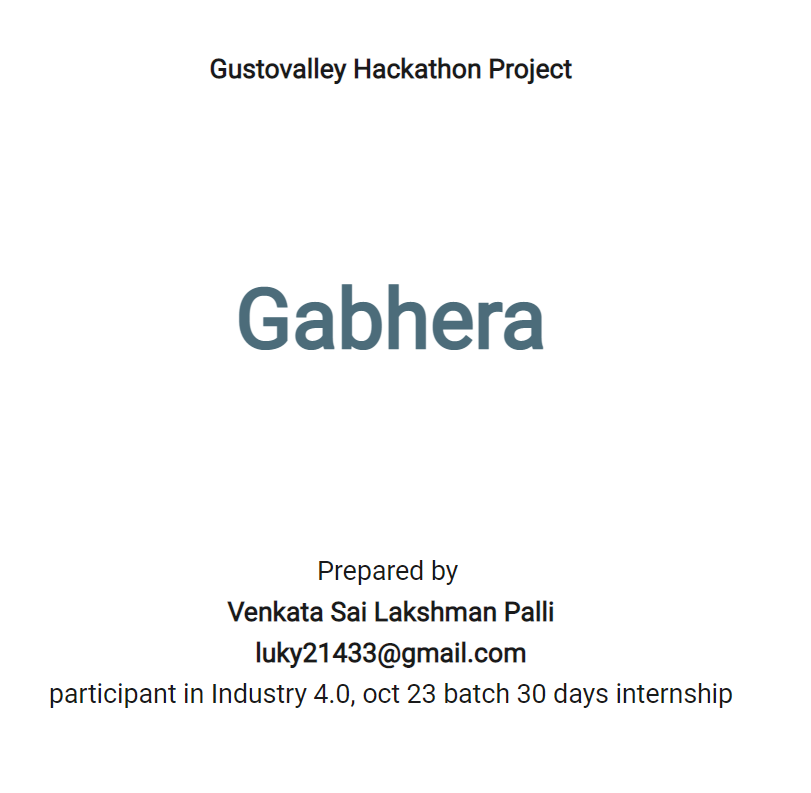 Gustovalley Hackathon Project
Gabhera
Prepared by
Venkata Sai Lakshman Palli
luky21433@gmail.com
participant in Industry 4.0, oct 23 batch 30 days internship